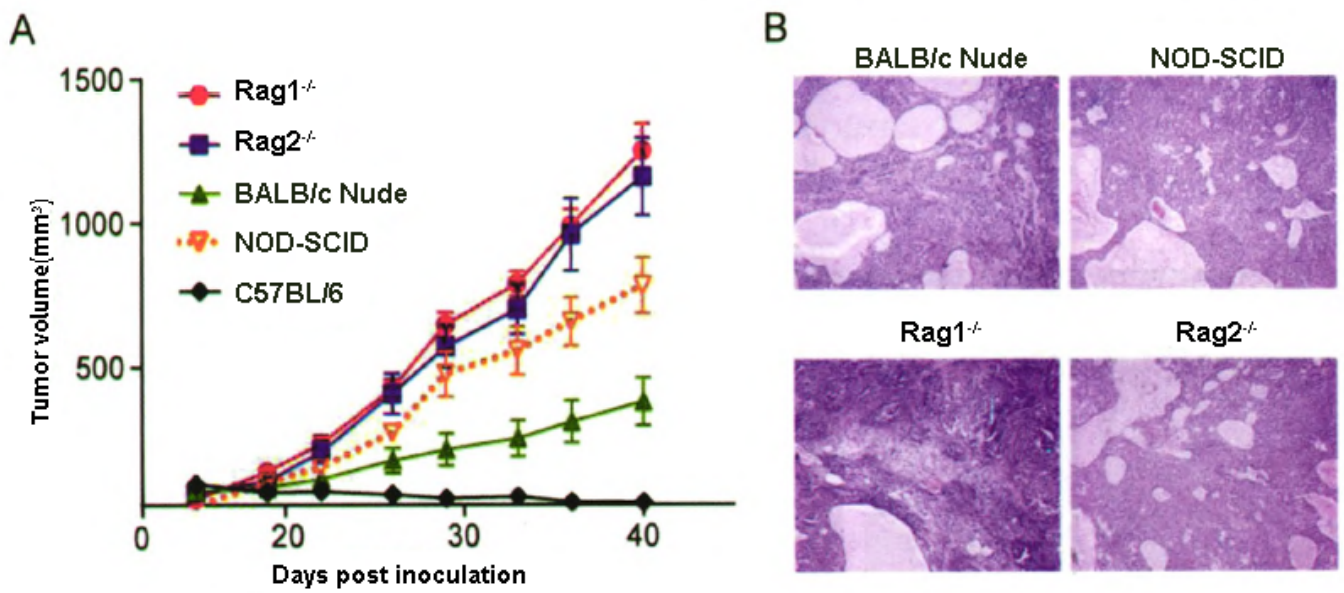 A
1500
1000
500
Tumor volume(mm³)
Rag1-/-
Rag2-/-
BALB/c Nude
NOD-SCID
C57BL/6
0
20
30
40
Days post inoculation
B
BALB/c Nude
NOD-SCID
Rag1-/-
Rag2-/-